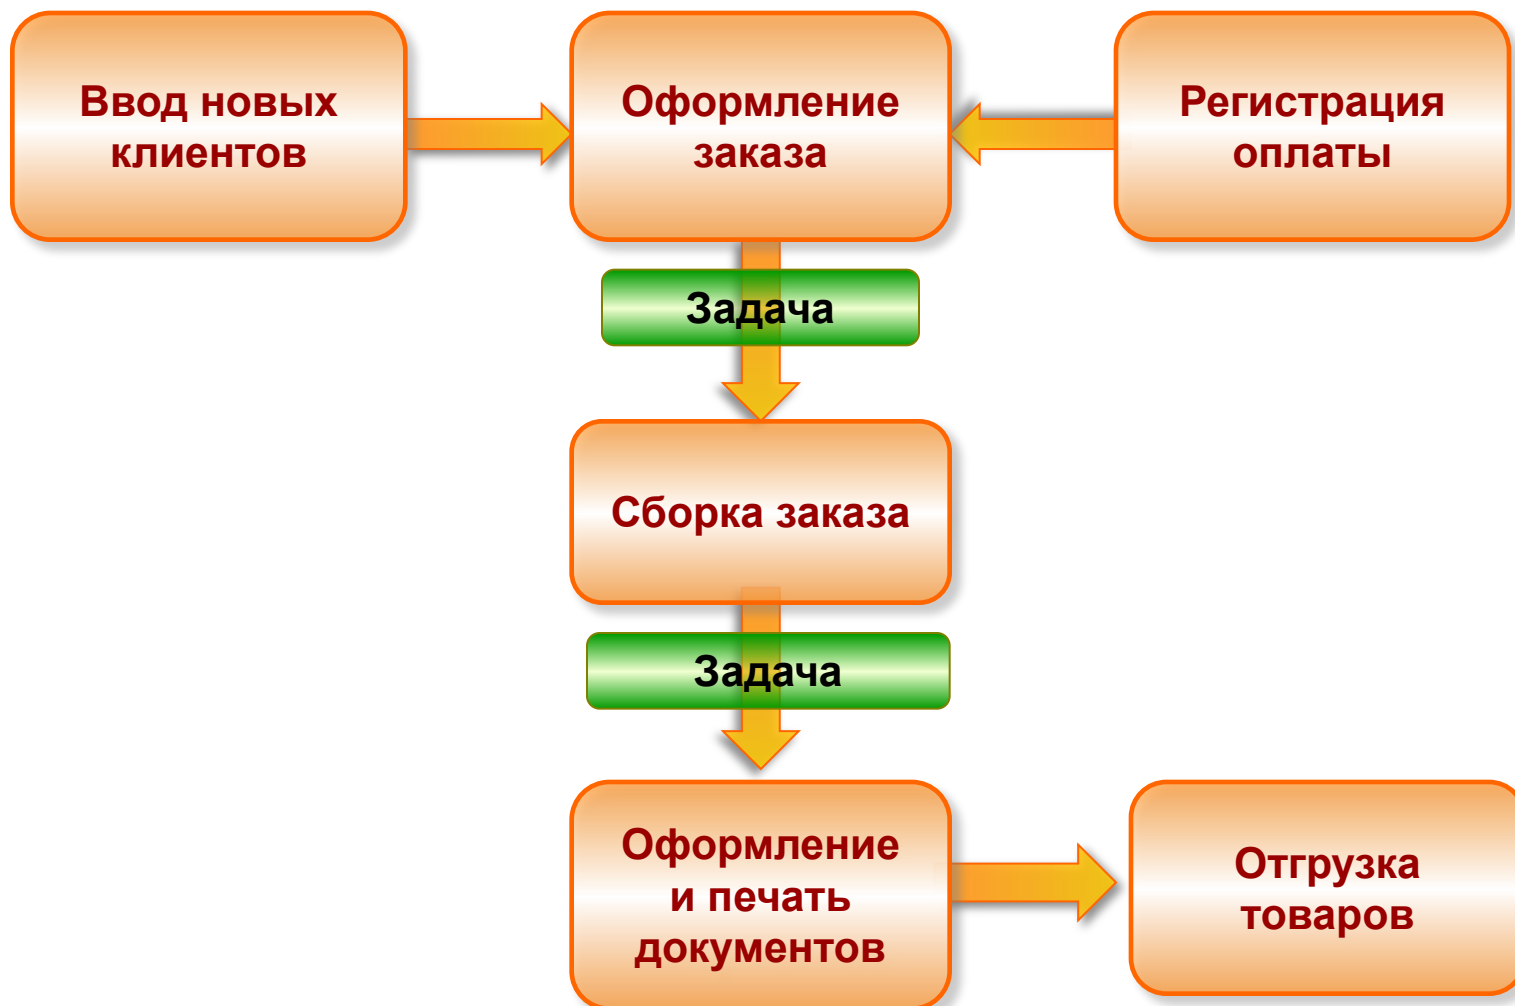 Ввод новых
клиентов
Оформление
заказа
Регистрация
оплаты
Задача
Сборка заказа
Задача
Оформление
и печать
документов
Отгрузка
товаров